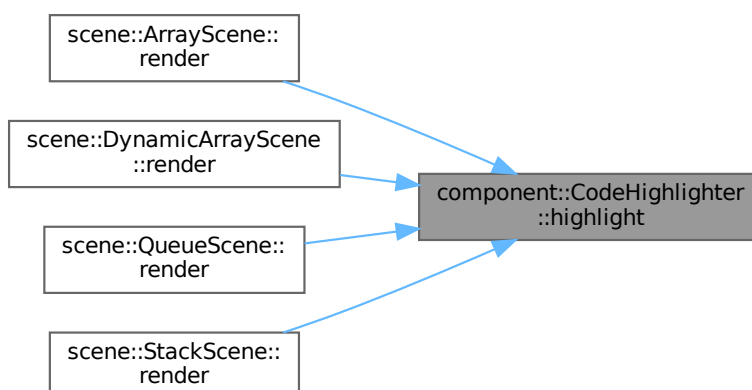 scene::ArrayScene::
render
scene::DynamicArrayScene
::render
component::CodeHighlighter
::highlight
scene::QueueScene::
render
scene::StackScene::
render